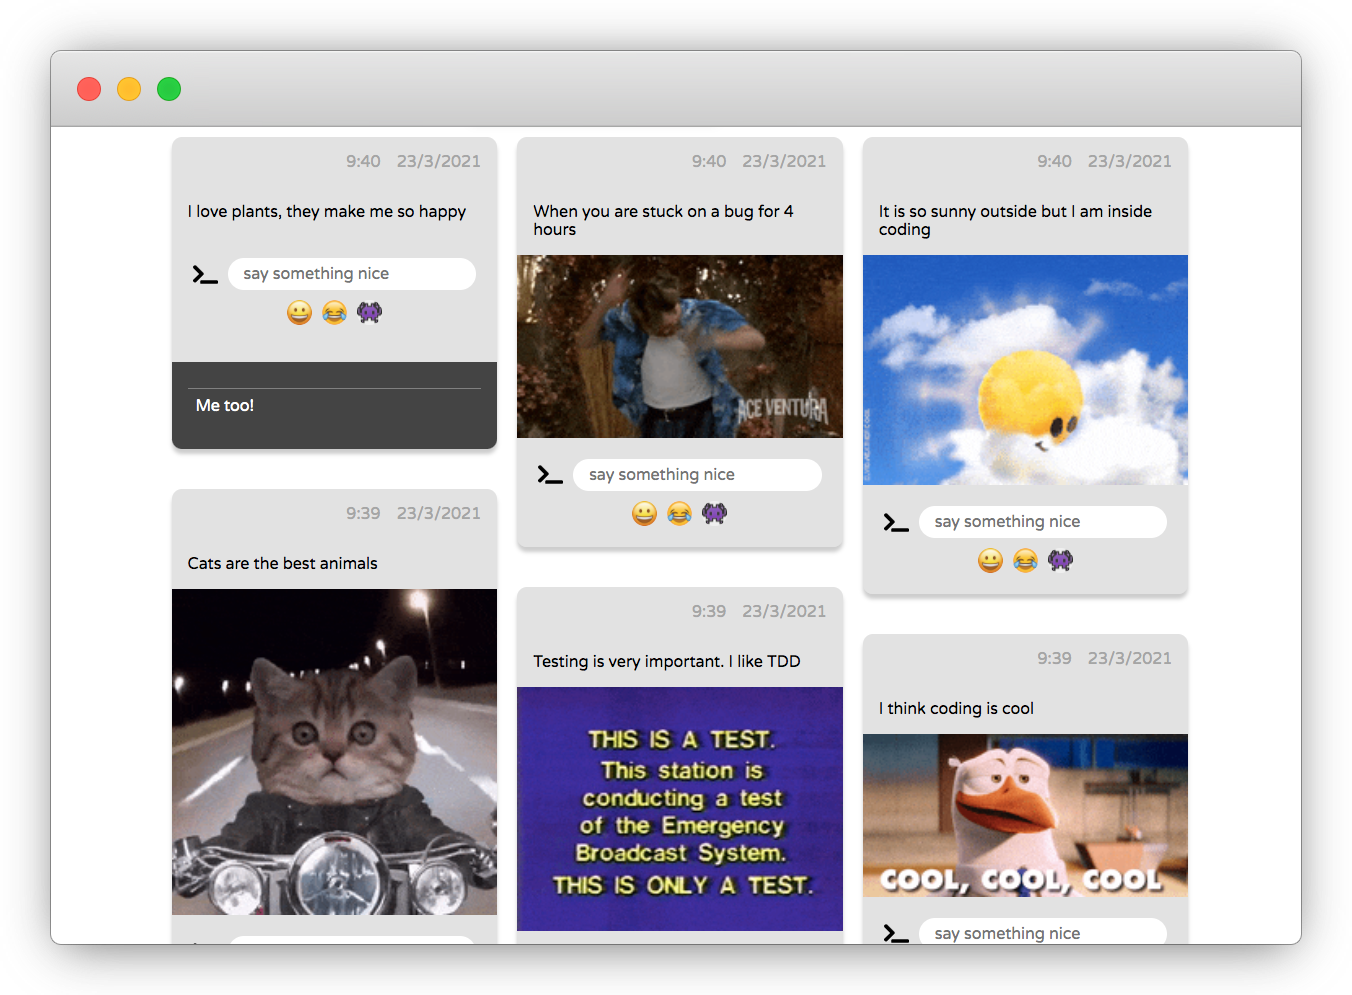 9:40 23/3/2021
I love plants, they make me so happy
say something nice
Me too!
9:39 23/3/2021
Cats are the best animals
9:40 23/3/2021
When you are stuck on a bug for 4
hours
ACE VENTURA
say something nice
9:39 23/3/2021
Testing is very important. I like TDD
THIS IS A TEST.
This station is
conducting a test
of the Emergency
Broadcast System.
THIS IS ONLY A TEST.
9:40 23/3/2021
It is so sunny outside but I am inside
coding
say something nice
9:39 23/3/2021
I think coding is cool
COOL, COOL, COOL
say something nice